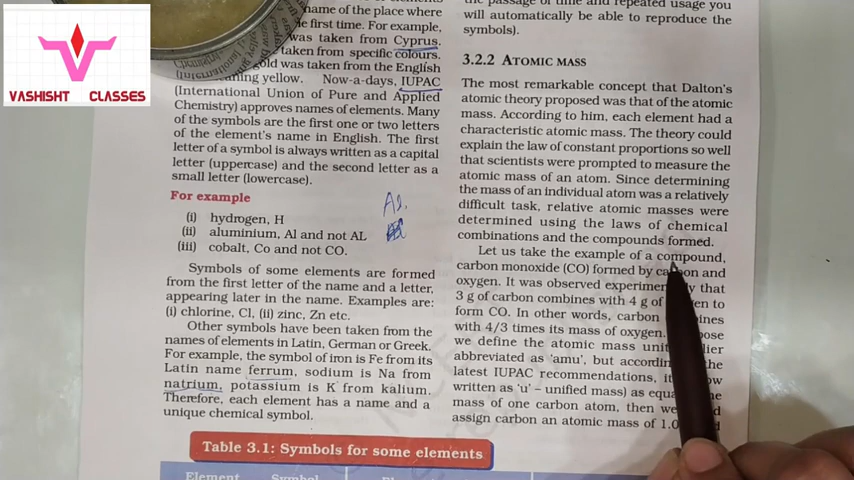 VASHISHT CLASSES
name of the place where
the first time. For example,
was taken from Cyprus.
taken from specific colours.
gold was taken from the English
meaning yellow. Now-a-days, IUPAC
(International Union of Pure and Applied
Chemistry) approves names of elements. Many
of the symbols are the first one or two letters
of the element's name in English. The first
letter of a symbol is always written as a capital
letter (uppercase) and the second letter as a
small letter (lowercase).
For example
(i) hydrogen, H
(ii) aluminium, Al and not AL
(iii) cobalt, Co and not CO.
Symbols of some elements are formed
from the first letter of the name and a letter,
appearing later in the name. Examples are:
(i) chlorine, Cl, (ii) zinc, Zn etc.
Other symbols have been taken from the
names of elements in Latin, German or Greek.
For example, the symbol of iron is Fe from its
Latin name ferrum, sodium is Na from
natrium, potassium is K from kalium.
Therefore, each element has a name and a
unique chemical symbol.
Table 3.1: Symbols for some elements
Element Symbol
the passage of time and repeated usage you
will automatically be able to reproduce the
symbols).
3.2.2 ATOMIC MASS
The most remarkable concept that Dalton's
atomic theory proposed was that of the atomic
mass. According to him, each element had a
characteristic atomic mass. The theory could
explain the law of constant proportions so well
that scientists were prompted to measure the
atomic mass of an atom. Since determining
the mass of an individual atom was a relatively
difficult task, relative atomic masses were
determined using the laws of chemical
combinations and the compounds formed.
Let us take the example of a compound,
carbon monoxide (CO) formed by carbon and
oxygen. It was observed experimentally that
3 g of carbon combines with 4 g of oxygen to
form CO. In other words, carbon combines
with 4/3 times its mass of oxygen. Suppose
we define the atomic mass unit
abbreviated as 'amu', but according the
latest IUPAC recommendations, it
written as 'u' – unified mass) as equal
mass of one carbon atom, then we
assign carbon an atomic mass of 1.0